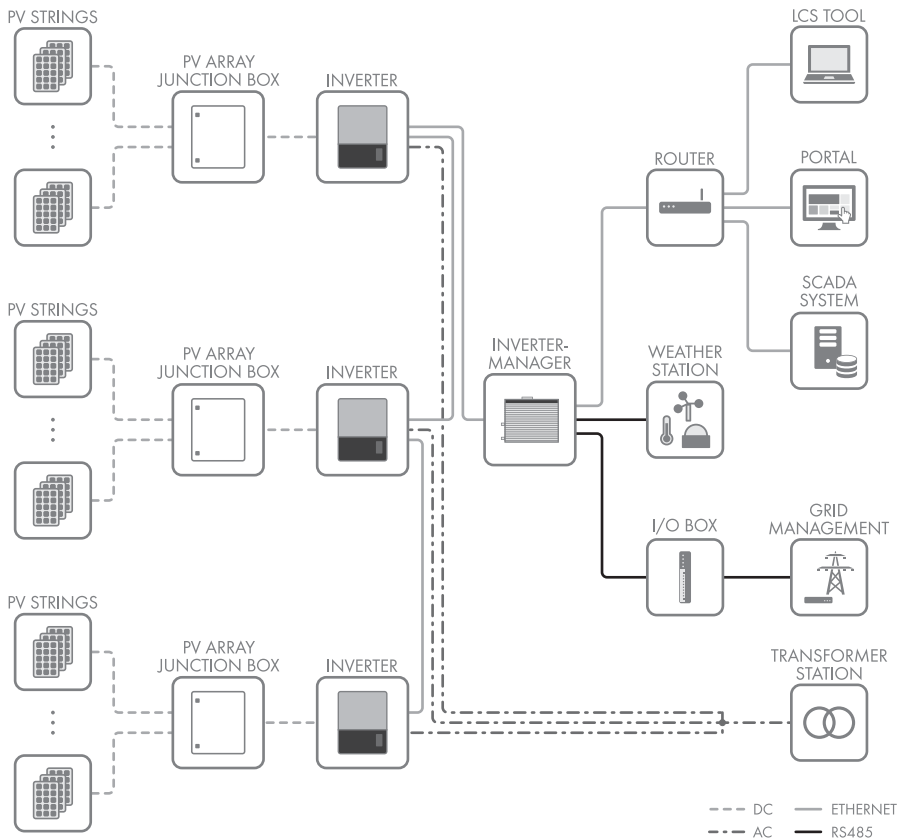 PV STRINGS
PV ARRAY
JUNCTION BOX
INVERTER
LCS TOOL
ROUTER
PORTAL
SCADA
SYSTEM
PV STRINGS
PV ARRAY
JUNCTION BOX
INVERTER
INVERTER-
MANAGER
WEATHER
STATION
I/O BOX
GRID
MANAGEMENT
PV STRINGS
PV ARRAY
JUNCTION BOX
INVERTER
TRANSFORMER
STATION
DC
ETHERNET
AC
RS485